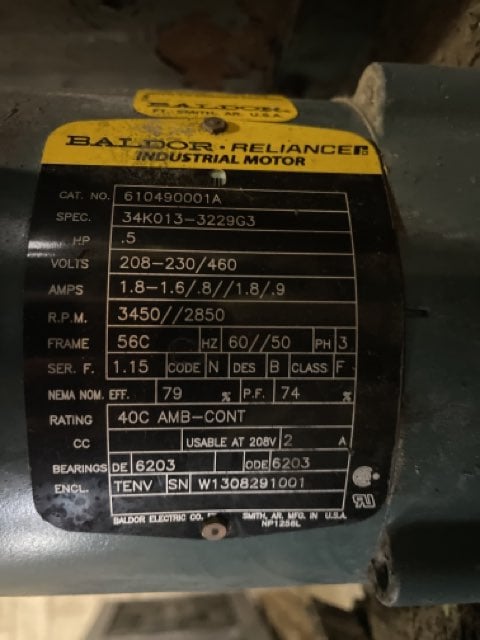 BALDOR
FT. SMITH, AR. U.S.A.
BALDOR · RELIANCE
INDUSTRIAL MOTOR
CAT. NO. 610490001A
SPEC. 34K013-3229G3
HP .5
VOLTS 208-230/460
AMPS 1.8-1.6/.8//1.8/.9
R.P.M. 3450//2850
FRAME 56C HZ 60//50 PH 3
SER. F. 1.15 CODE N DES B CLASS F
NEMA NOM. EFF. 79 % P.F. 74 %
RATING 40C AMB-CONT
CC USABLE AT 208V 2 A
BEARINGS DE 6203 ODE 6203
ENCL. TENV SN W1308291001
BALDOR ELECTRIC CO. SMITH, AR. MFG. IN U.S.A.
NP1256L